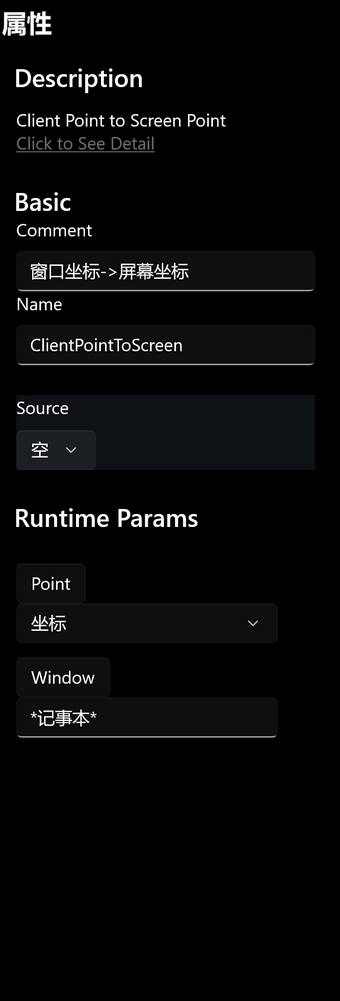 属性
Description
Client Point to Screen Point
Click to See Detail
Basic
Comment
窗口坐标->屏幕坐标
Name
ClientPointToScreen
Source
空
Runtime Params
Point
坐标
Window
*记事本*